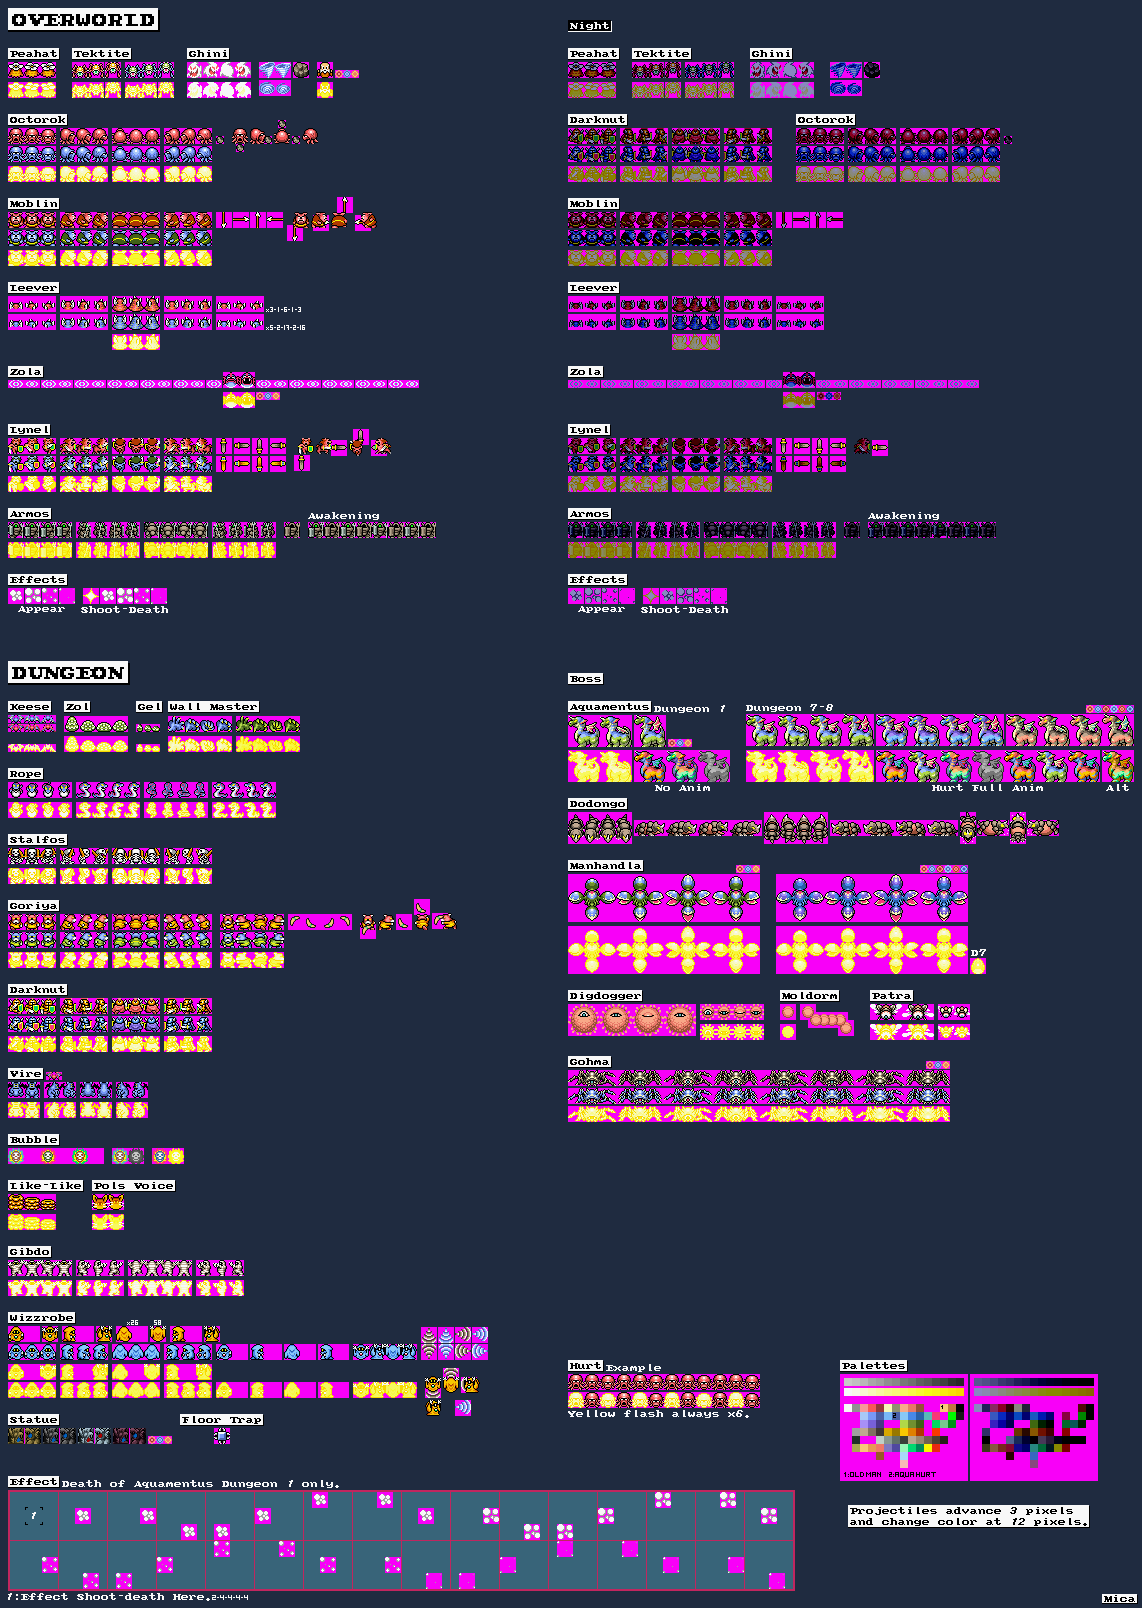 OVERWORLD
Night
Peahat Tektite Ghini
Peahat Tektite Ghini
Octorok
Darknut Octorok
Moblin
Moblin
Leever
x3-1-6-1-3
x5-2-17-2-16
Leever
Zola
Zola
Lynel
Lynel
Armos Awakening
Armos Awakening
Effects
Appear Shoot-Death
Effects
Appear Shoot-Death
DUNGEON
Keese Zol Gel Wall Master
Rope
Stalfos
Goriya
Darknut
Vire
Bubble
Like-Like Pols Voice
Gibdo
Wizzrobe
x26 58
Statue Floor Trap
Boss
Aquamentus Dungeon 1 Dungeon 7-8
No Anim Hurt Full Anim Alt
Dodongo
Manhandla
D7
Digdogger Moldorm Patra
Gohma
Hurt Example
Yellow flash always x6.
Palettes
1
2
1:OLD MAN 2:AQUA HURT
Projectiles advance 3 pixels
and change color at 12 pixels.
Effect Death of Aquamentus Dungeon 1 only.
1
1:Effect Shoot-death Here. 2-4-4-4-4
Mica